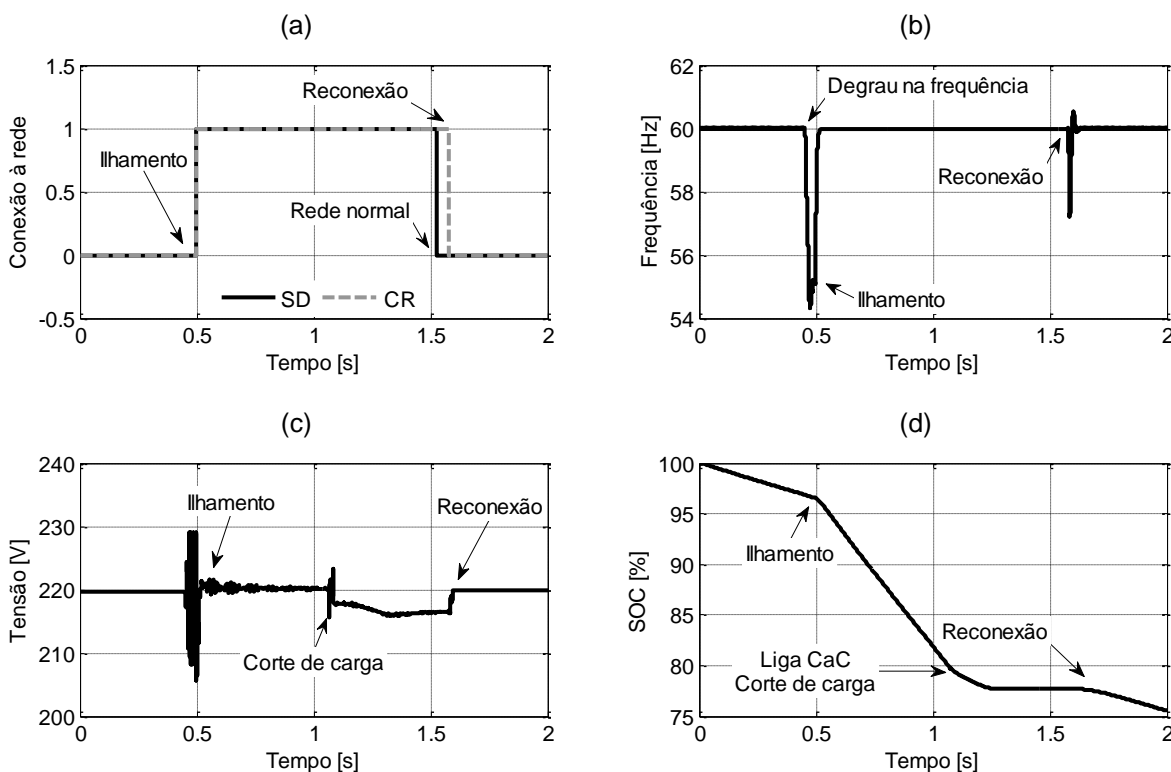 (a)
1.5
1
0.5
0
-0.5
Conexão à rede
Reconexão
Ilhamento
Rede normal
SD
CR
0
0.5
1
1.5
2
Tempo [s]
(b)
62
60
58
56
54
Frequência [Hz]
Degrau na frequência
Reconexão
Ilhamento
0
0.5
1
1.5
2
Tempo [s]
(c)
240
230
220
210
200
Tensão [V]
Ilhamento
Reconexão
Corte de carga
0
0.5
1
1.5
2
Tempo [s]
(d)
100
95
90
85
80
75
SOC [%]
Ilhamento
Reconexão
Liga CaC
Corte de carga
0
0.5
1
1.5
2
Tempo [s]